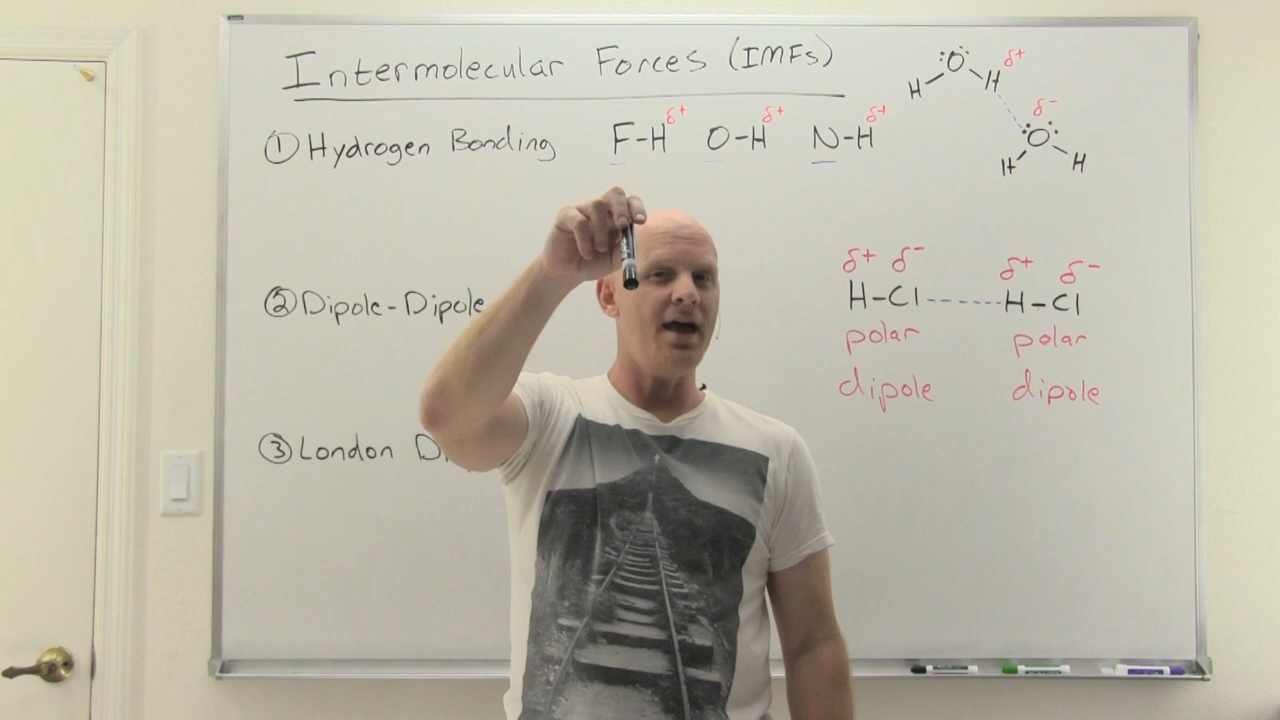 Intermolecular Forces (IMFs)
① Hydrogen Bonding F-H δ+ O-H δ+ N-H δ+
H O H δ+
δ-
H O H
② Dipole-Dipole
δ+ δ- δ+ δ-
H-Cl H-Cl
polar polar
dipole dipole
③ London